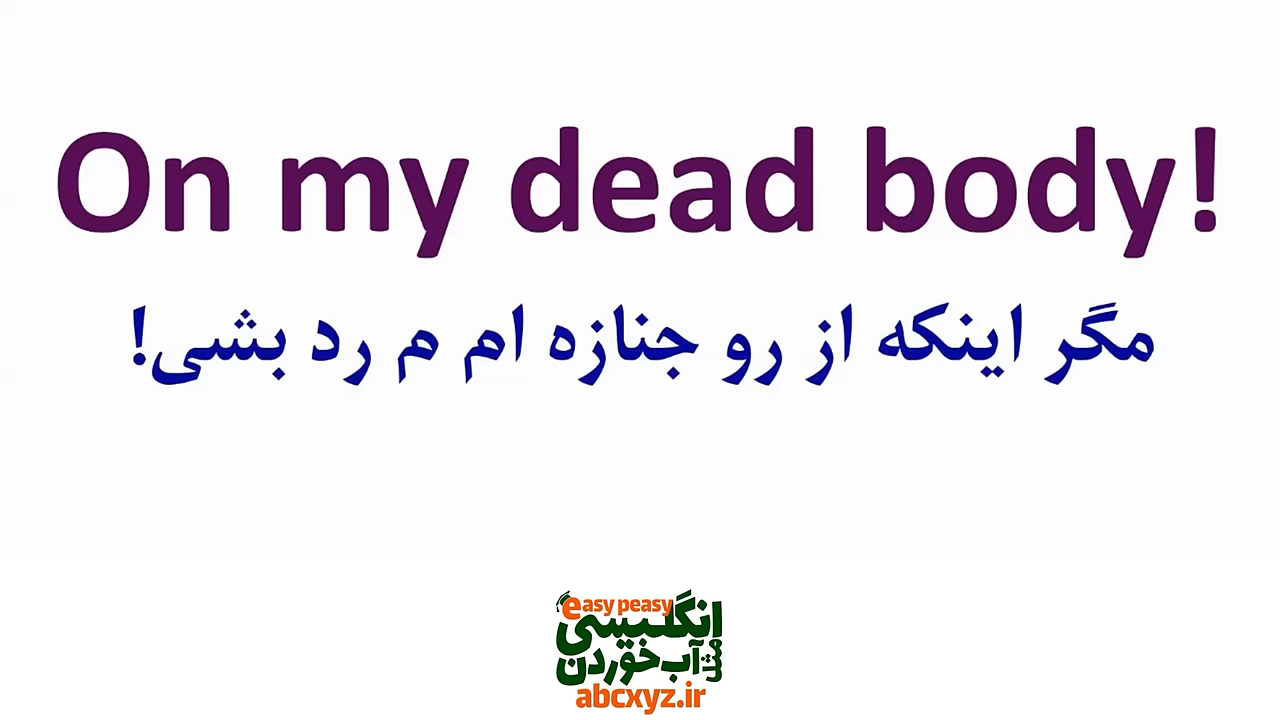 On my dead body!
مگر اینکه از رو جنازه ام م رد بشی!
easy peasy
انگلیسی
مثل آب خوردن
abcxyz.ir